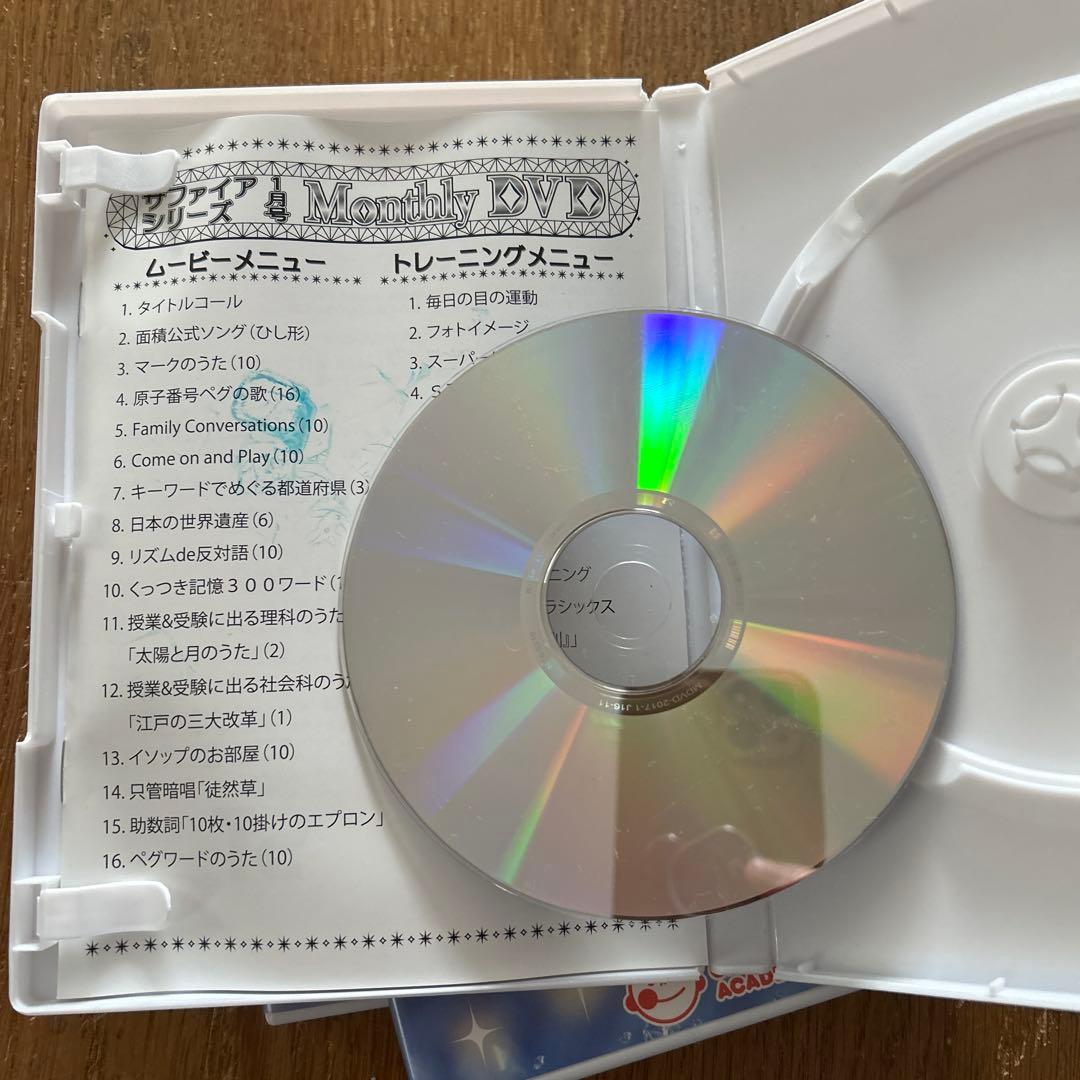 サファイア
シリーズ
1月号
Monthly DVD
ムービーメニュー
1. タイトルコール
2. 面積公式ソング(ひし形)
3. マークのうた(10)
4. 原子番号ペグの歌(16)
5. Family Conversations(10)
6. Come on and Play(10)
7. キーワードでめぐる都道府県(3)
8. 日本の世界遺産(6)
9. リズムde反対語(10)
10. くっつき記憶３００ワード(
11. 授業&受験に出る理科のうた
「太陽と月のうた」(2)
12. 授業&受験に出る社会科のう
「江戸の三大改革」(1)
13. イソップのお部屋(10)
14. 只管暗唱「徒然草」
15. 助数詞「10枚・10掛けのエプロン」
16. ペグワードのうた(10)
トレーニングメニュー
1. 毎日の目の運動
2. フォトイメージ
3. スーパー
4. S
ニング
ラシックス
』」
MDVD-2017-1 J16-11
ACAD